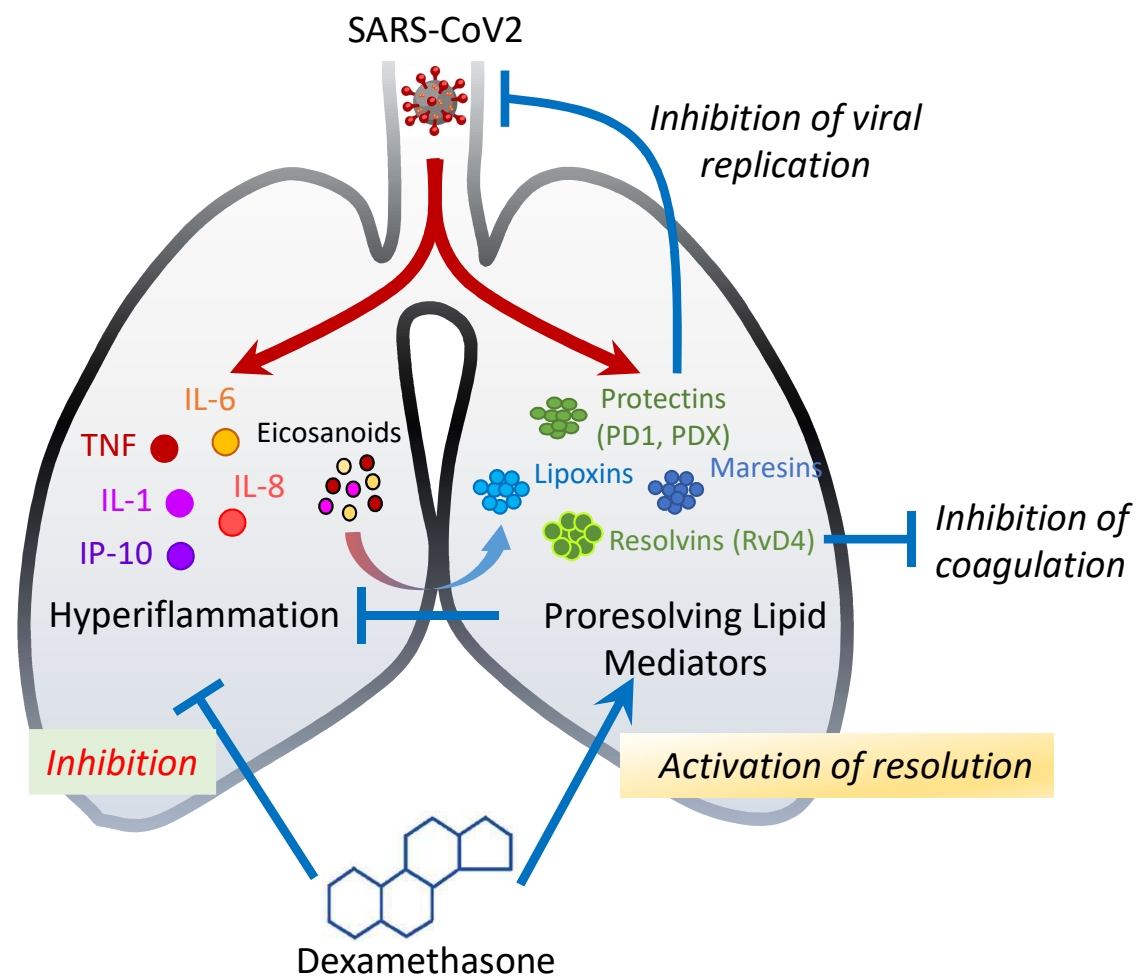 SARS-CoV2
Inhibition of viral
replication
IL-6
TNF
Eicosanoids
IL-1
IL-8
IP-10
Hyperiflammation
Protectins
(PD1, PDX)
Lipoxins
Maresins
Resolvins (RvD4)
Inhibition of
coagulation
Proresolving Lipid
Mediators
Inhibition
Activation of resolution
Dexamethasone